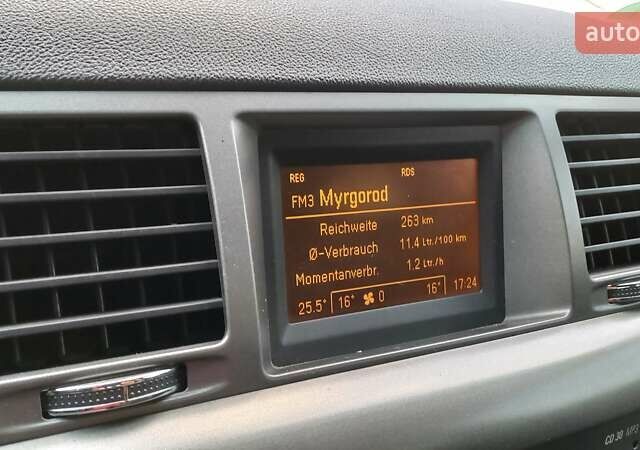 auto
REG RDS
FM3 Myrgorod
Reichweite 263 km
Ø-Verbrauch 11.4 Ltr./100 km
Momentanverbr. 1.2 Ltr./h
25.5° 16° 0 16° 17:24
CD 30 MP3